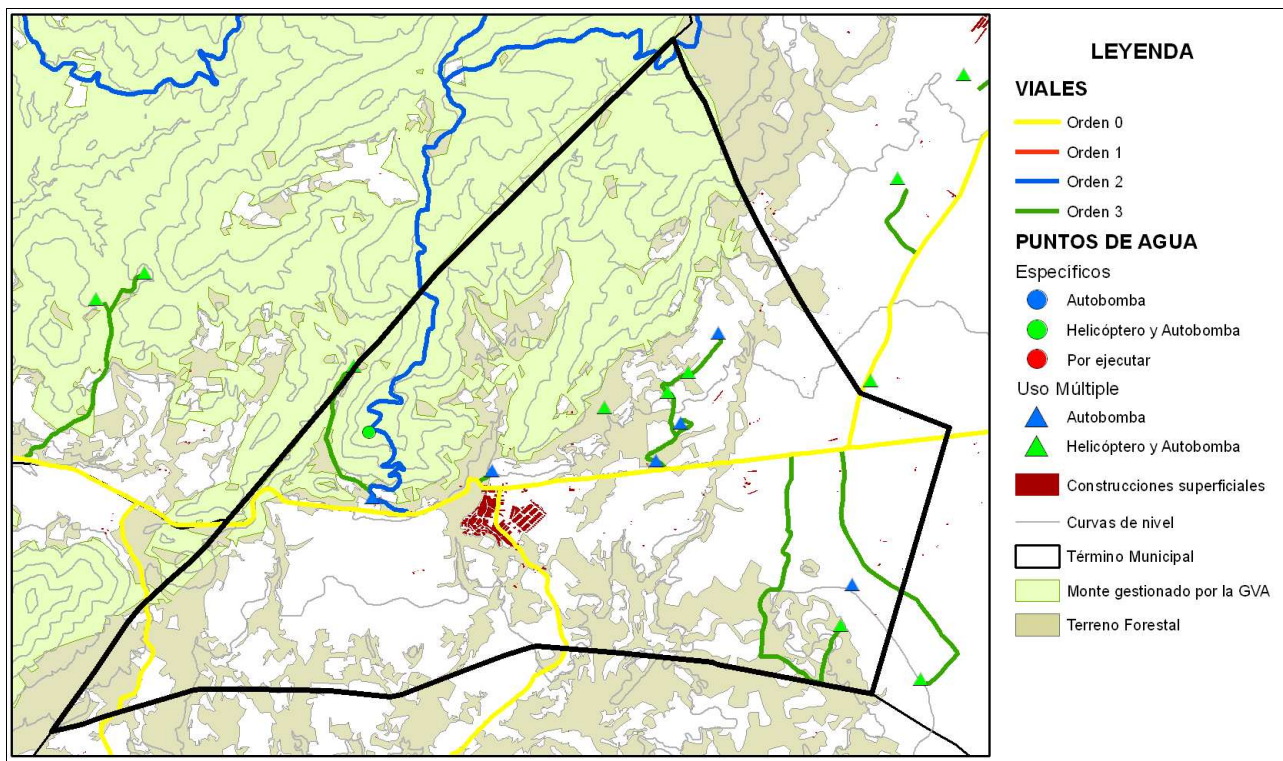 LEYENDA
VIALES
Orden 0
Orden 1
Orden 2
Orden 3
PUNTOS DE AGUA
Específicos
Autobomba
Helicóptero y Autobomba
Por ejecutar
Uso Múltiple
Autobomba
Helicóptero y Autobomba
Construcciones superficiales
Curvas de nivel
Término Municipal
Monte gestionado por la GVA
Terreno Forestal